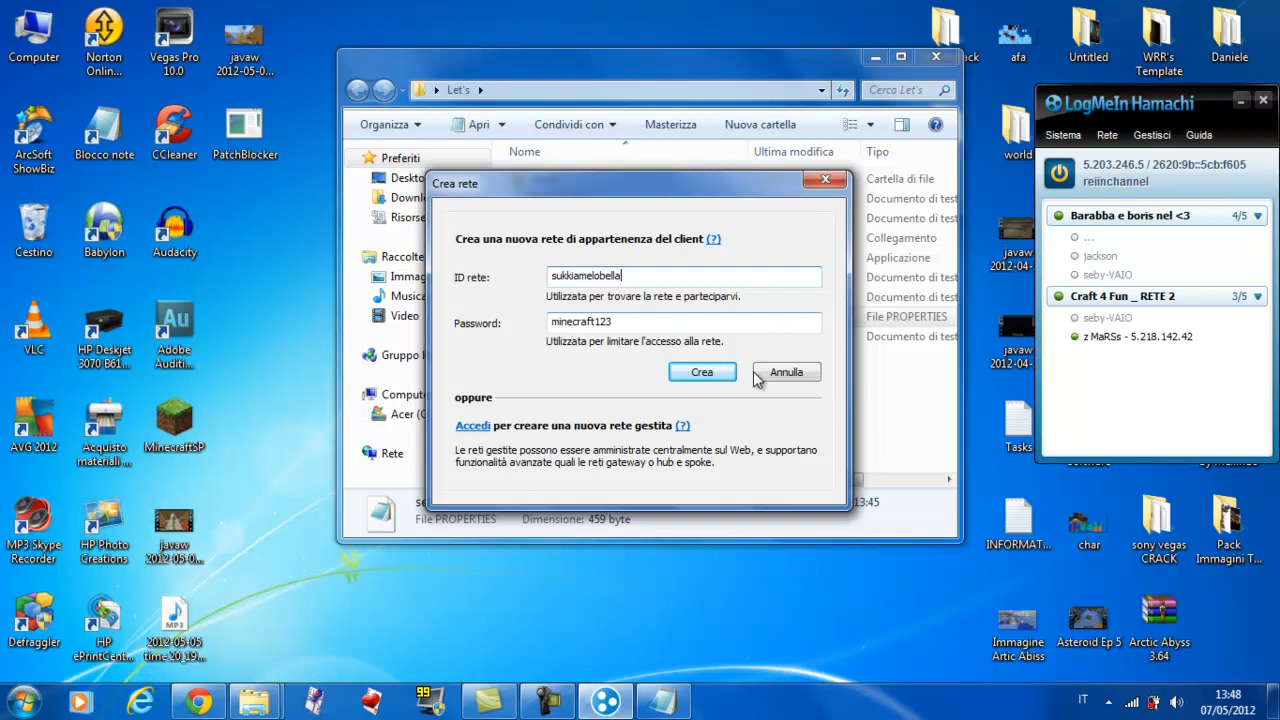 Computer
Norton
Onlin...
Vegas Pro
10.0
javaw
2012-05-0...
ArcSoft
ShowBiz
Blocco note
CCleaner
PatchBlocker
Cestino
Babylon
Audacity
VLC
HP Deskjet
3070 B61...
Adobe
Auditi...
AVG 2012
Acquisto
materiali ...
MinecraftSP
MP3 Skype
Recorder
HP Photo
Creations
javaw
2012-05-0...
Defraggler
HP
ePrintCent...
2012-05-05
time 20_19...
Let's
Cerca Let's
Organizza
Apri
Condividi con
Masterizza
Nuova cartella
Nome
Ultima modifica
Tipo
Preferiti
Deskto
Downl
Risorse
Raccolte
Immag
Musica
Video
Gruppo H
Compute
Acer (C
Rete
Cartella di file
Documento di test
Documento di test
Collegamento
Applicazione
Documento di test
Documento di test
File PROPERTIES
Documento di test
Crea rete
Crea una nuova rete di appartenenza del client (?)
ID rete:
sukkiamelobella
Utilizzata per trovare la rete e parteciparvi.
Password:
minecraft123
Utilizzata per limitare l'accesso alla rete.
Crea
Annulla
oppure
Accedi per creare una nuova rete gestita (?)
Le reti gestite possono essere amministrate centralmente sul Web, e supportano
funzionalità avanzate quali le reti gateway o hub e spoke.
se
13:45
File PROPERTIES
Dimensione: 459 byte
ack
afa
Untitled
WRR's
Template
Daniele
LogMeIn Hamachi
Sistema
Rete
Gestisci
Guida
5.203.246.5 / 2620:9b::5cb:f605
reiinchannel
Barabba e boris nel <3
4/5
...
jackson
seby-VAIO
Craft 4 Fun _ RETE 2
3/5
seby-VAIO
z MaRSs - 5.218.142.42
world
javaw
2012-04-...
javaw
2012-04-...
Tasks
INFORMAT...
char
sony vegas
CRACK
Pack
Immagini T...
Immagine
Artic Abiss
Asteroid Ep 5
Arctic Abyss
3.64
99
IT
13:48
07/05/2012